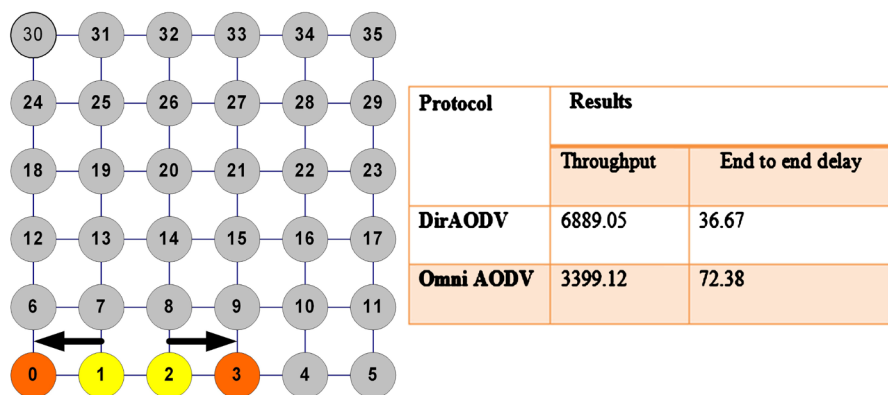 30 31 32 33 34 35
24 25 26 27 28 29
18 19 20 21 22 23
12 13 14 15 16 17
6 7 8 9 10 11
0 1 2 3 4 5
Protocol Results
Throughput End to end delay
DirAODV 6889.05 36.67
Omni AODV 3399.12 72.38